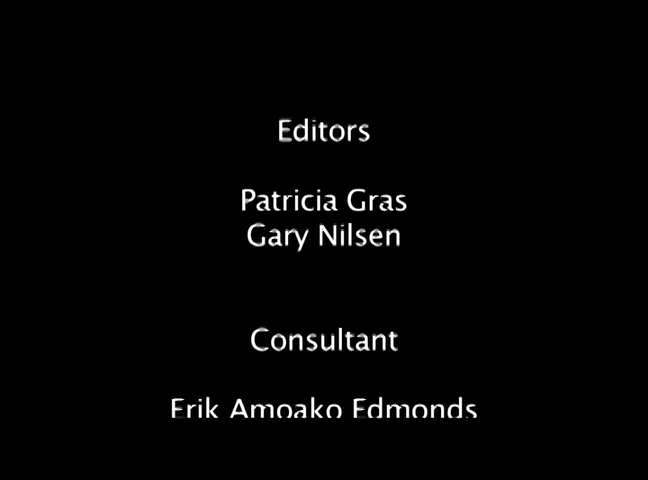 Editors
Patricia Gras
Gary Nilsen
Consultant
Erik Amoako Edmonds